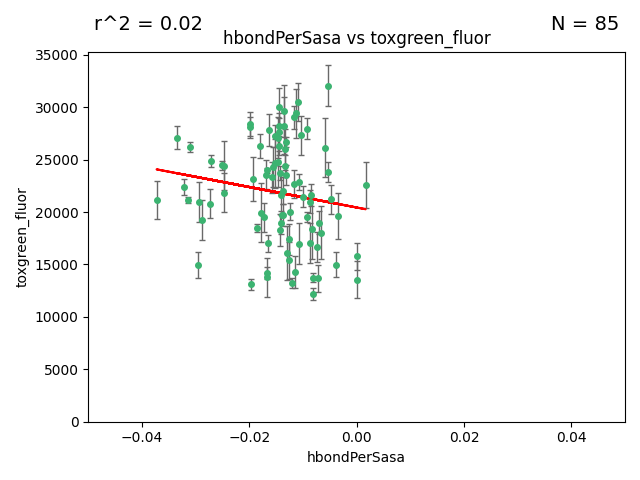 r^2 = 0.02
N = 85
hbondPerSasa vs toxgreen_fluor
35000
30000
25000
20000
15000
10000
5000
0
toxgreen_fluor
−0.04
−0.02
0.00
0.02
0.04
hbondPerSasa